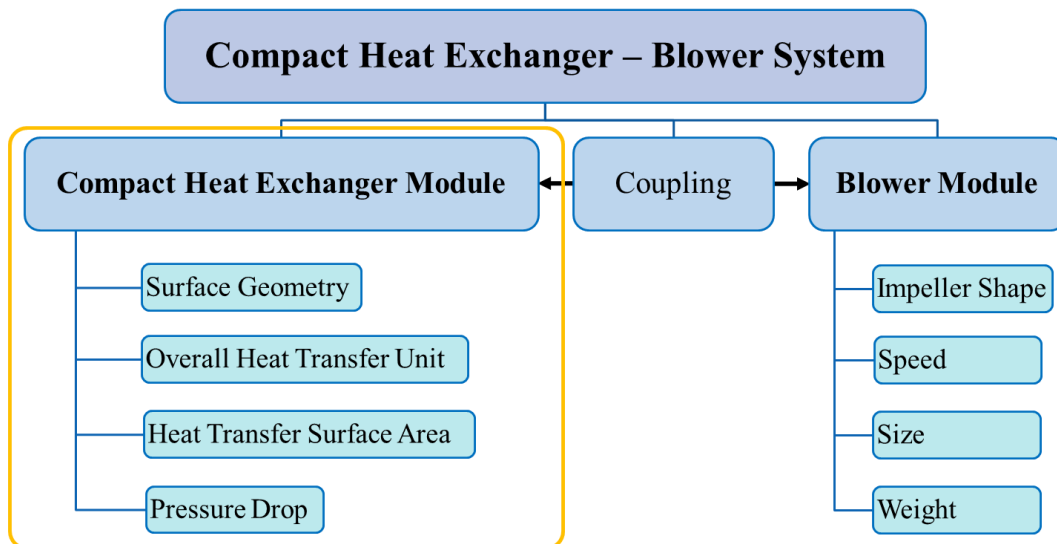 Compact Heat Exchanger – Blower System
Compact Heat Exchanger Module
Coupling
Blower Module
Surface Geometry
Overall Heat Transfer Unit
Heat Transfer Surface Area
Pressure Drop
Impeller Shape
Speed
Size
Weight